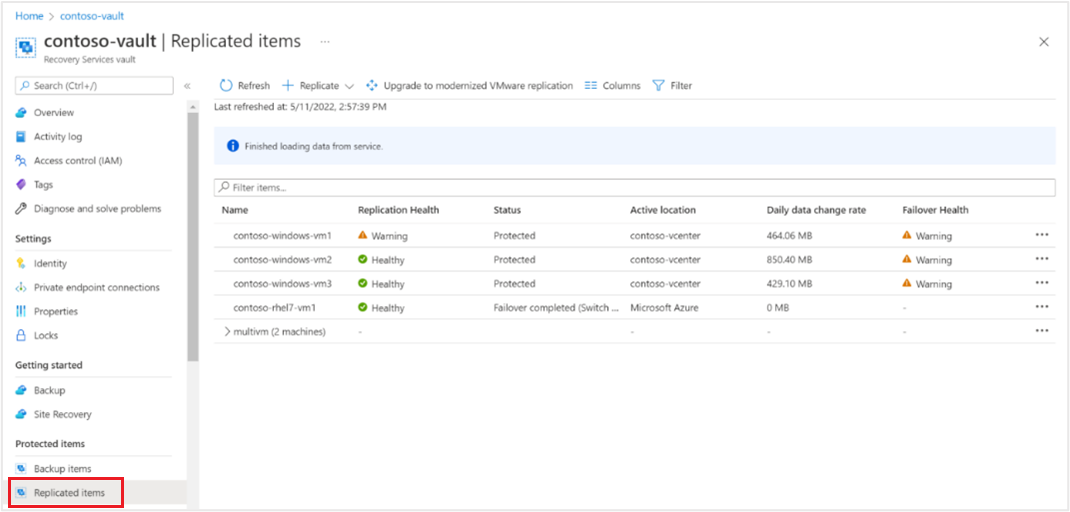 Home > contoso-vault
contoso-vault | Replicated items ...
Recovery Services vault
Search (Ctrl+/) «
Refresh Replicate Upgrade to modernized VMware replication Columns Filter
Last refreshed at: 5/11/2022, 2:57:39 PM
Finished loading data from service.
Filter items...
Name Replication Health Status Active location Daily data change rate Failover Health
contoso-windows-vm1 Warning Protected contoso-vcenter 464.06 MB Warning ...
contoso-windows-vm2 Healthy Protected contoso-vcenter 850.40 MB Warning ...
contoso-windows-vm3 Healthy Protected contoso-vcenter 429.10 MB Warning ...
contoso-rhel7-vm1 Healthy Failover completed (Switch ... Microsoft Azure 0 MB - ...
> multivm (2 machines) - - - - ...
Overview
Activity log
Access control (IAM)
Tags
Diagnose and solve problems
Settings
Identity
Private endpoint connections
Properties
Locks
Getting started
Backup
Site Recovery
Protected items
Backup items
Replicated items